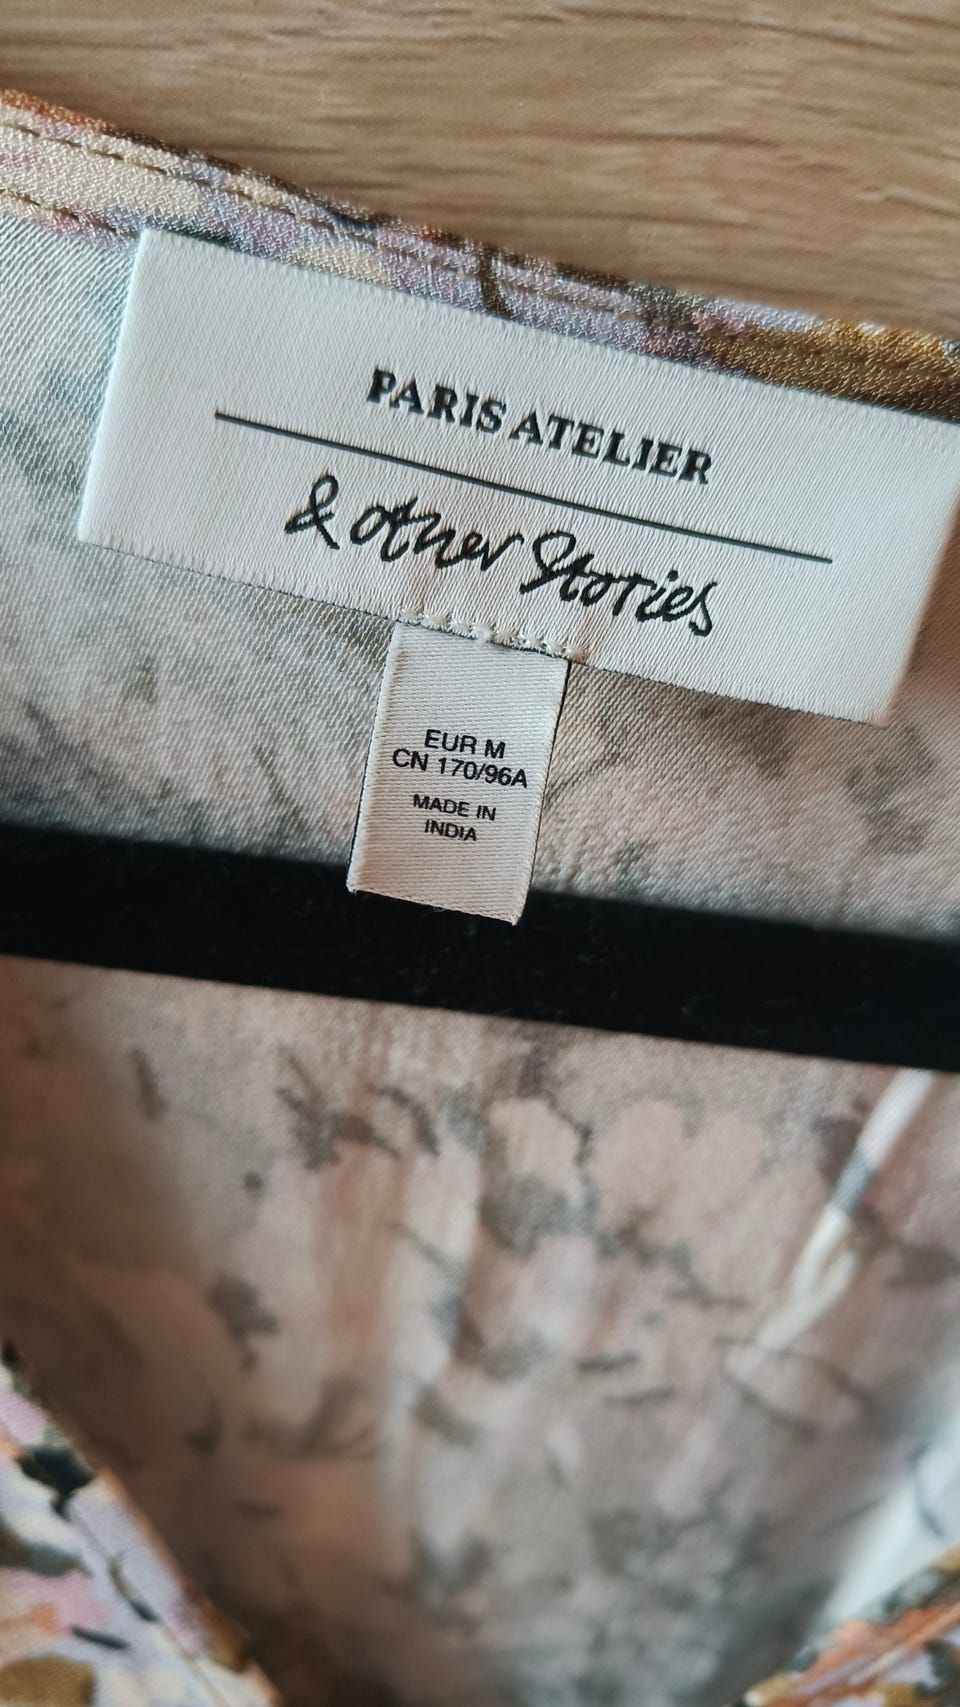 PARIS ATELIER
& other Stories
EUR M
CN 170/96A
MADE IN
INDIA